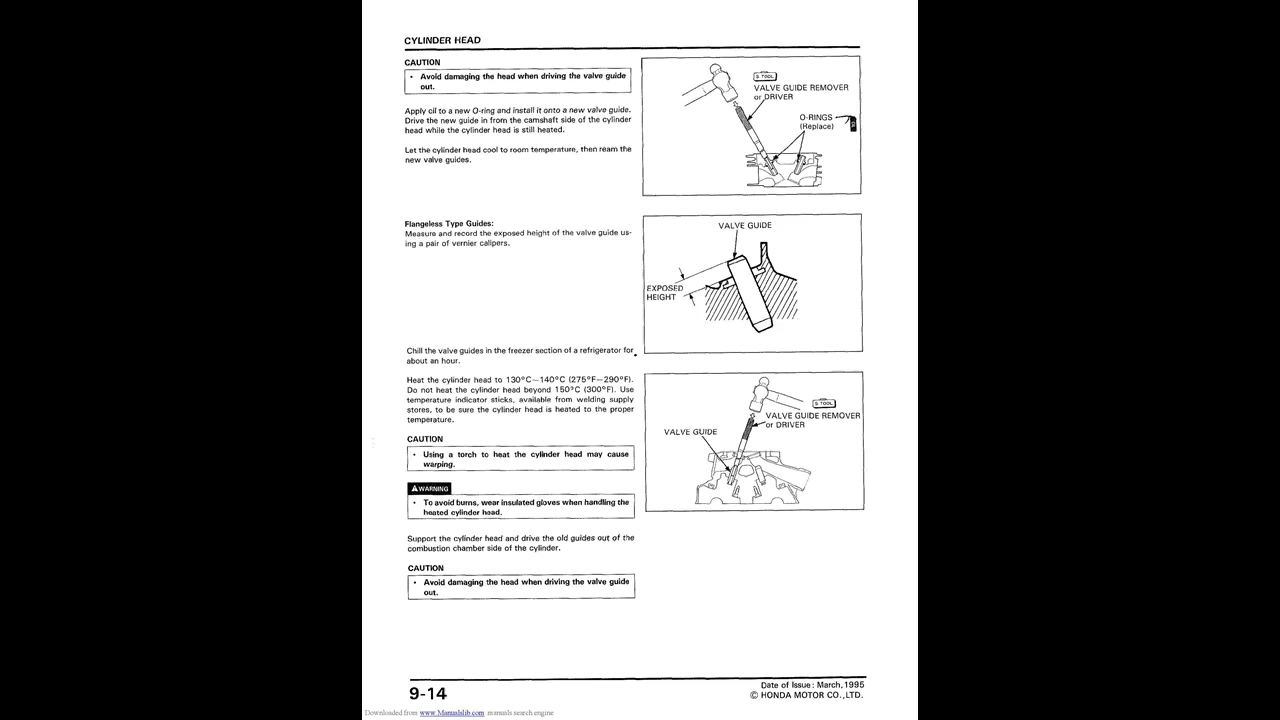 CYLINDER HEAD
CAUTION
• Avoid damaging the head when driving the valve guide
out.
Apply oil to a new O-ring and install it onto a new valve guide.
Drive the new guide in from the camshaft side of the cylinder
head while the cylinder head is still heated.
Let the cylinder head cool to room temperature, then ream the
new valve guides.
S TOOL
VALVE GUIDE REMOVER
or DRIVER
O-RINGS
(Replace)
Flangeless Type Guides:
Measure and record the exposed height of the valve guide us-
ing a pair of vernier calipers.
VALVE GUIDE
EXPOSED
HEIGHT
Chill the valve guides in the freezer section of a refrigerator for
about an hour.
Heat the cylinder head to 130°C—140°C (275°F—290°F).
Do not heat the cylinder head beyond 150°C (300°F). Use
temperature indicator sticks, available from welding supply
stores, to be sure the cylinder head is heated to the proper
temperature.
CAUTION
• Using a torch to heat the cylinder head may cause
warping.
⚠WARNING
• To avoid burns, wear insulated gloves when handling the
heated cylinder head.
Support the cylinder head and drive the old guides out of the
combustion chamber side of the cylinder.
CAUTION
• Avoid damaging the head when driving the valve guide
out.
S TOOL
VALVE GUIDE REMOVER
or DRIVER
VALVE GUIDE
9-14
Date of Issue: March, 1995
© HONDA MOTOR CO., LTD.
Downloaded from www.Manualslib.com manuals search engine